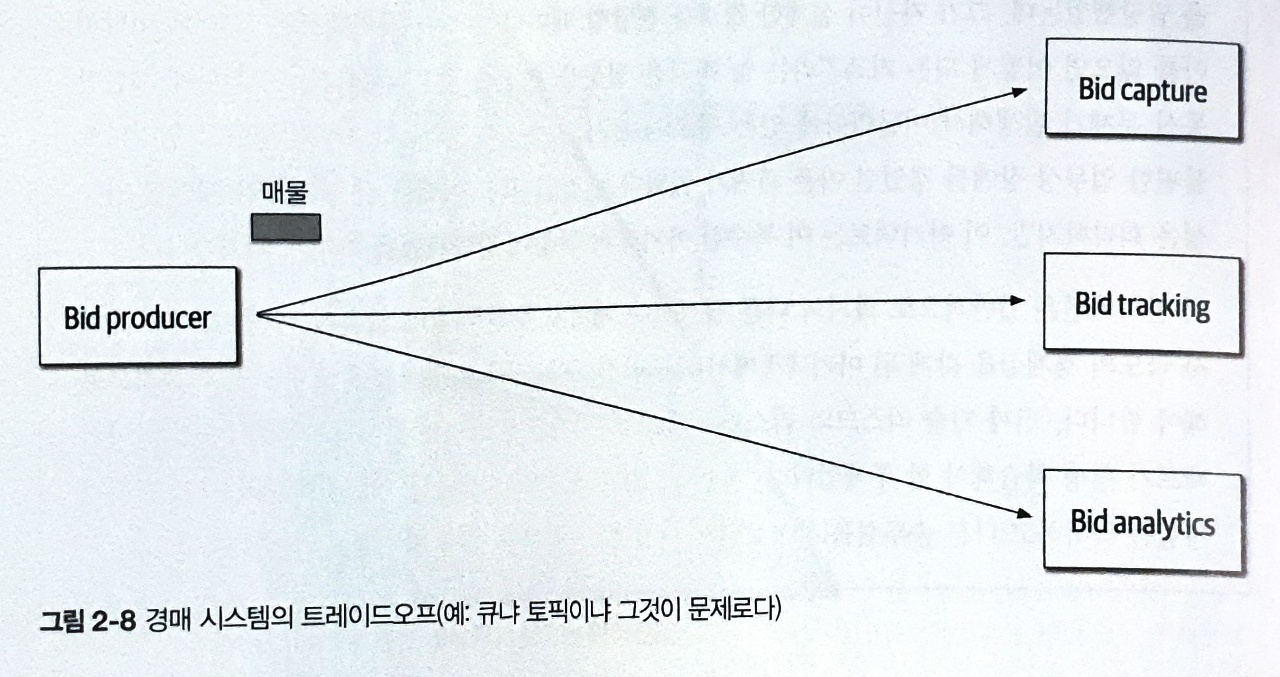 Bid capture
매물
Bid producer
Bid tracking
Bid analytics
그림 2-8 경매 시스템의 트레이드오프(예: 큐냐 토픽이냐 그것이 문제로다)